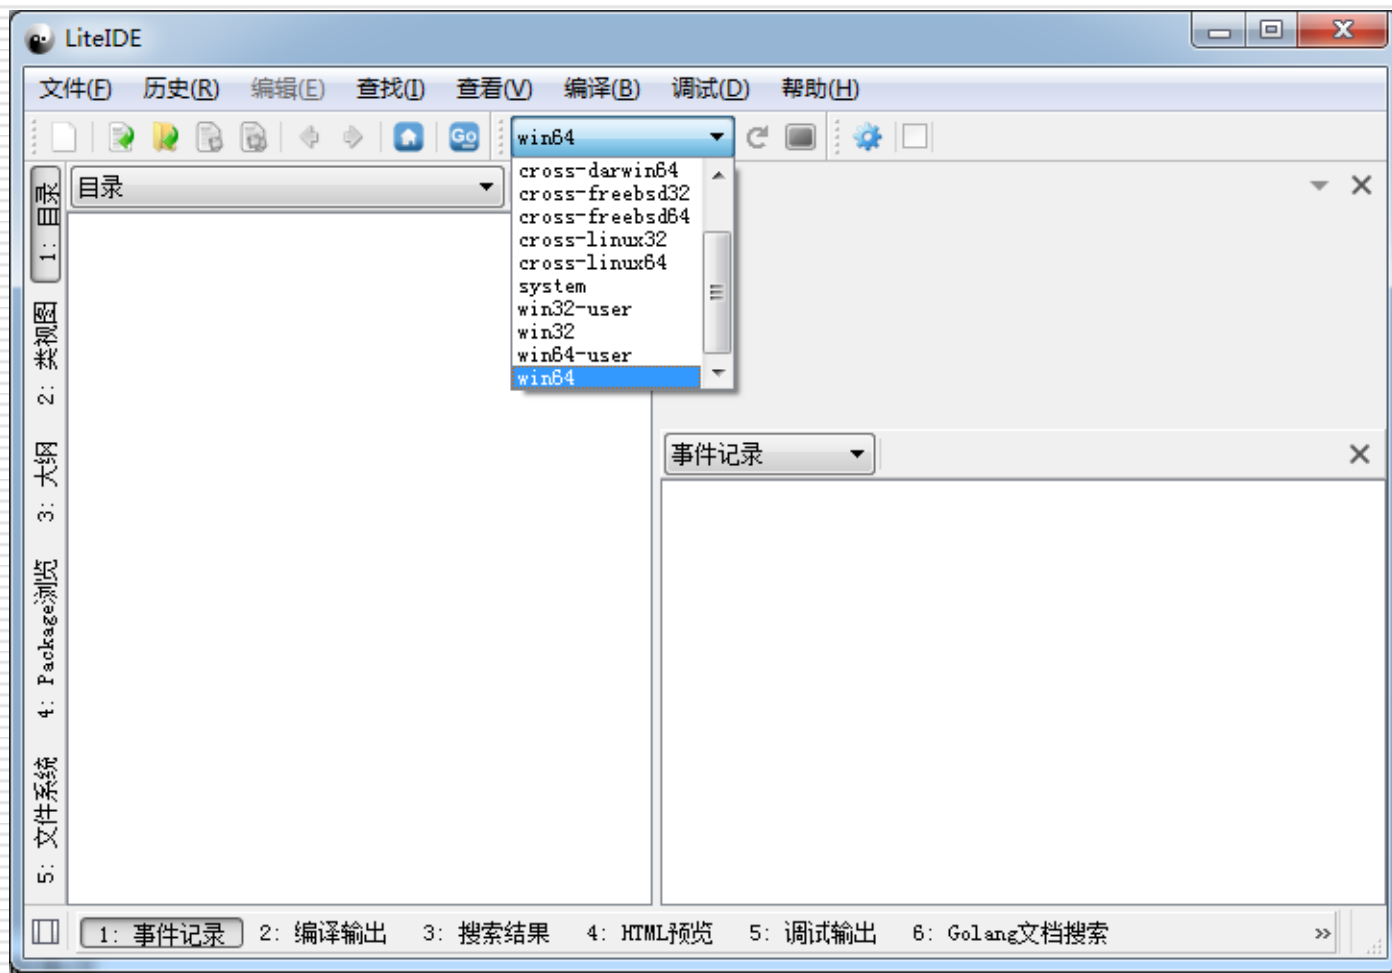 LiteIDE
文件(F) 历史(R) 编辑(E) 查找(I) 查看(V) 编译(B) 调试(D) 帮助(H)
Go win64
目录
cross-darwin64
cross-freebsd32
cross-freebsd64
cross-linux32
cross-linux64
system
win32-user
win32
win64-user
win64
1: 目录
2: 类视图
3: 大纲
4: Package浏览
5: 文件系统
事件记录
1: 事件记录 2: 编译输出 3: 搜索结果 4: HTML预览 5: 调试输出 6: Golang文档搜索 »